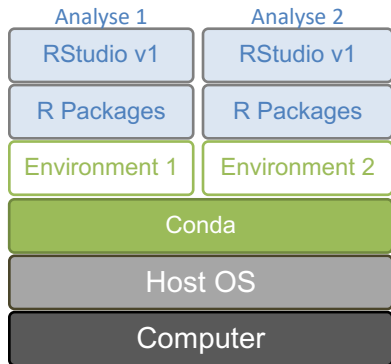 Analyse 1 Analyse 2
RStudio v1 RStudio v1
R Packages R Packages
Environment 1 Environment 2
Conda
Host OS
Computer